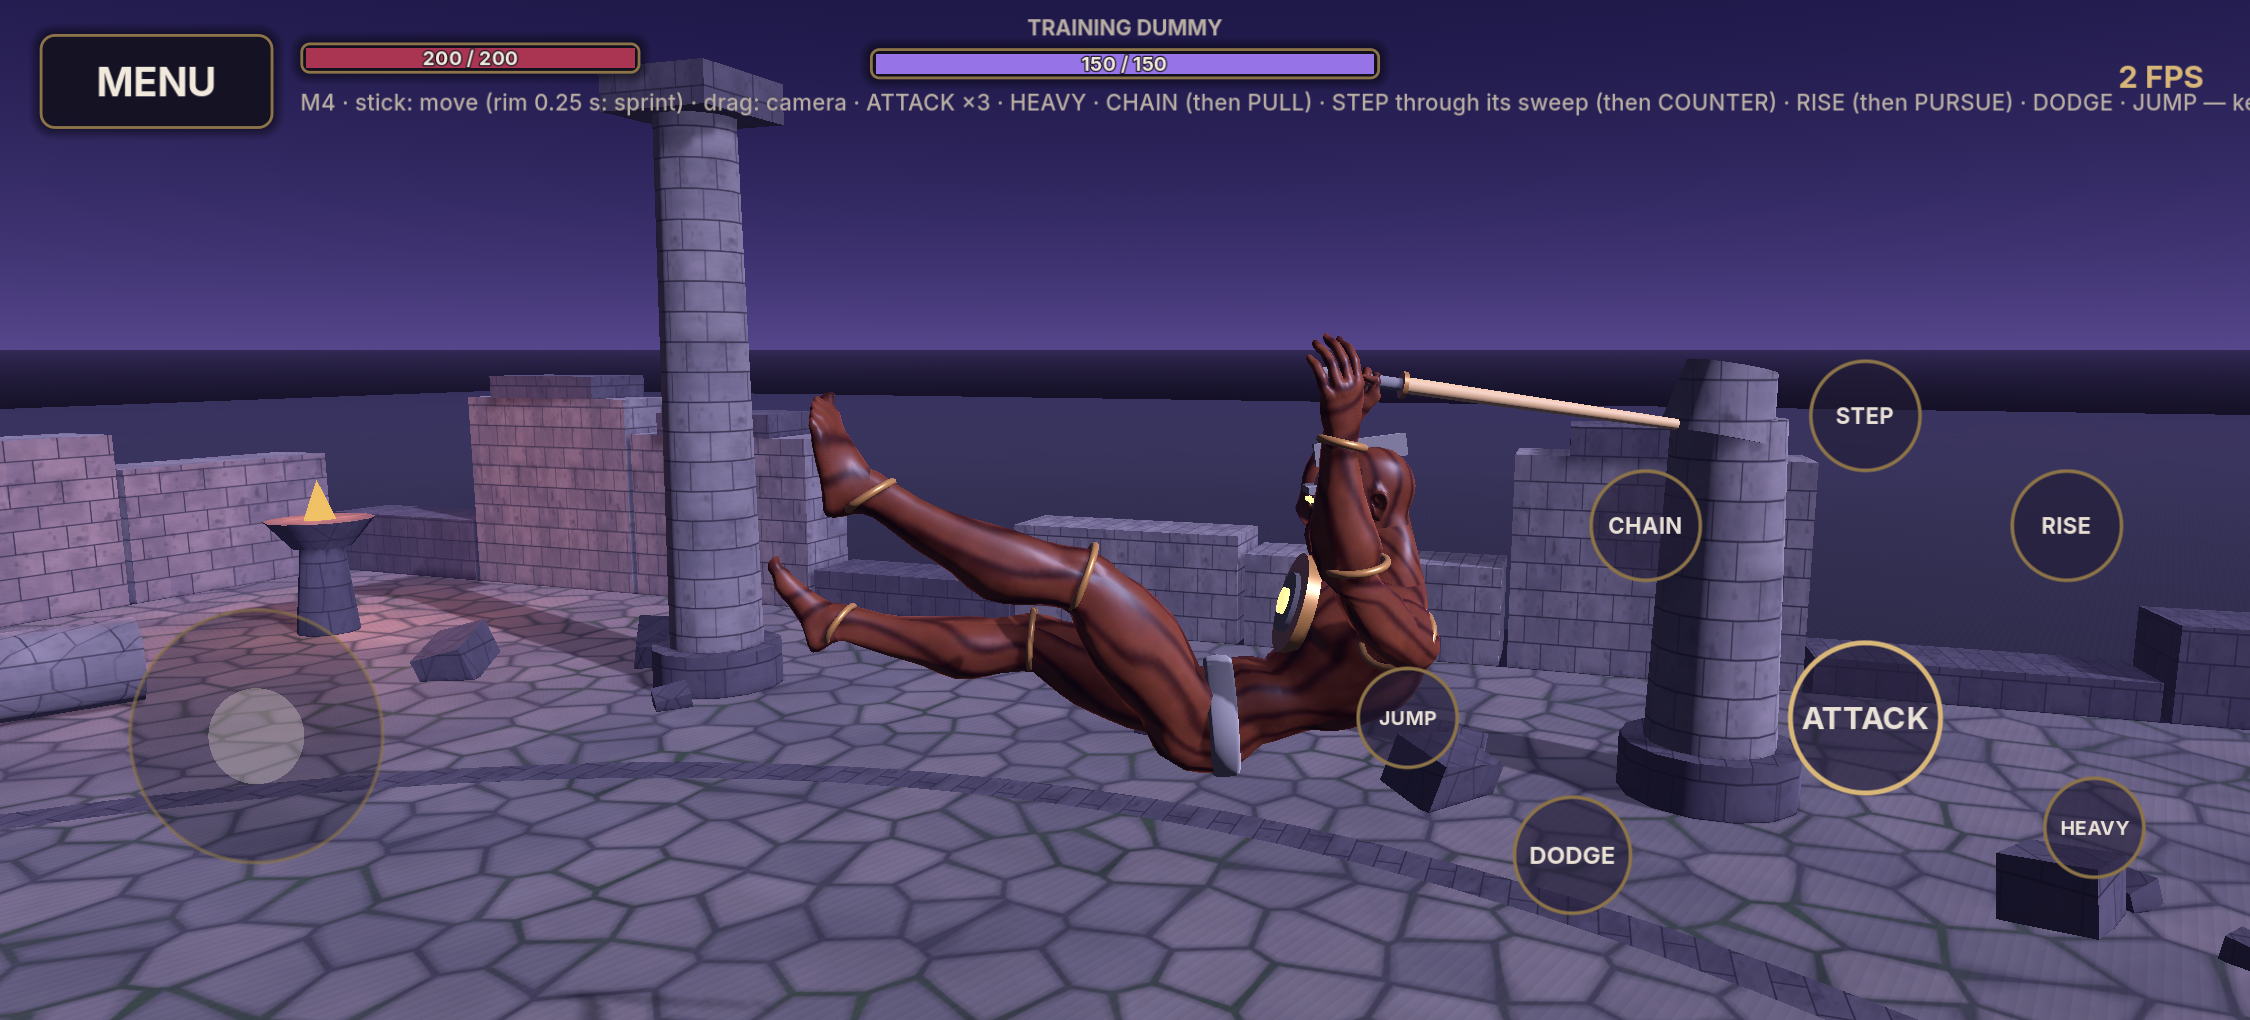 TRAINING DUMMY
MENU
200 / 200
150 / 150
2 FPS
M4 · stick: move (rim 0.25 s: sprint) · drag: camera · ATTACK ×3 · HEAVY · CHAIN (then PULL) · STEP through its sweep (then COUNTER) · RISE (then PURSUE) · DODGE · JUMP —
STEP
CHAIN
RISE
JUMP
ATTACK
HEAVY
DODGE